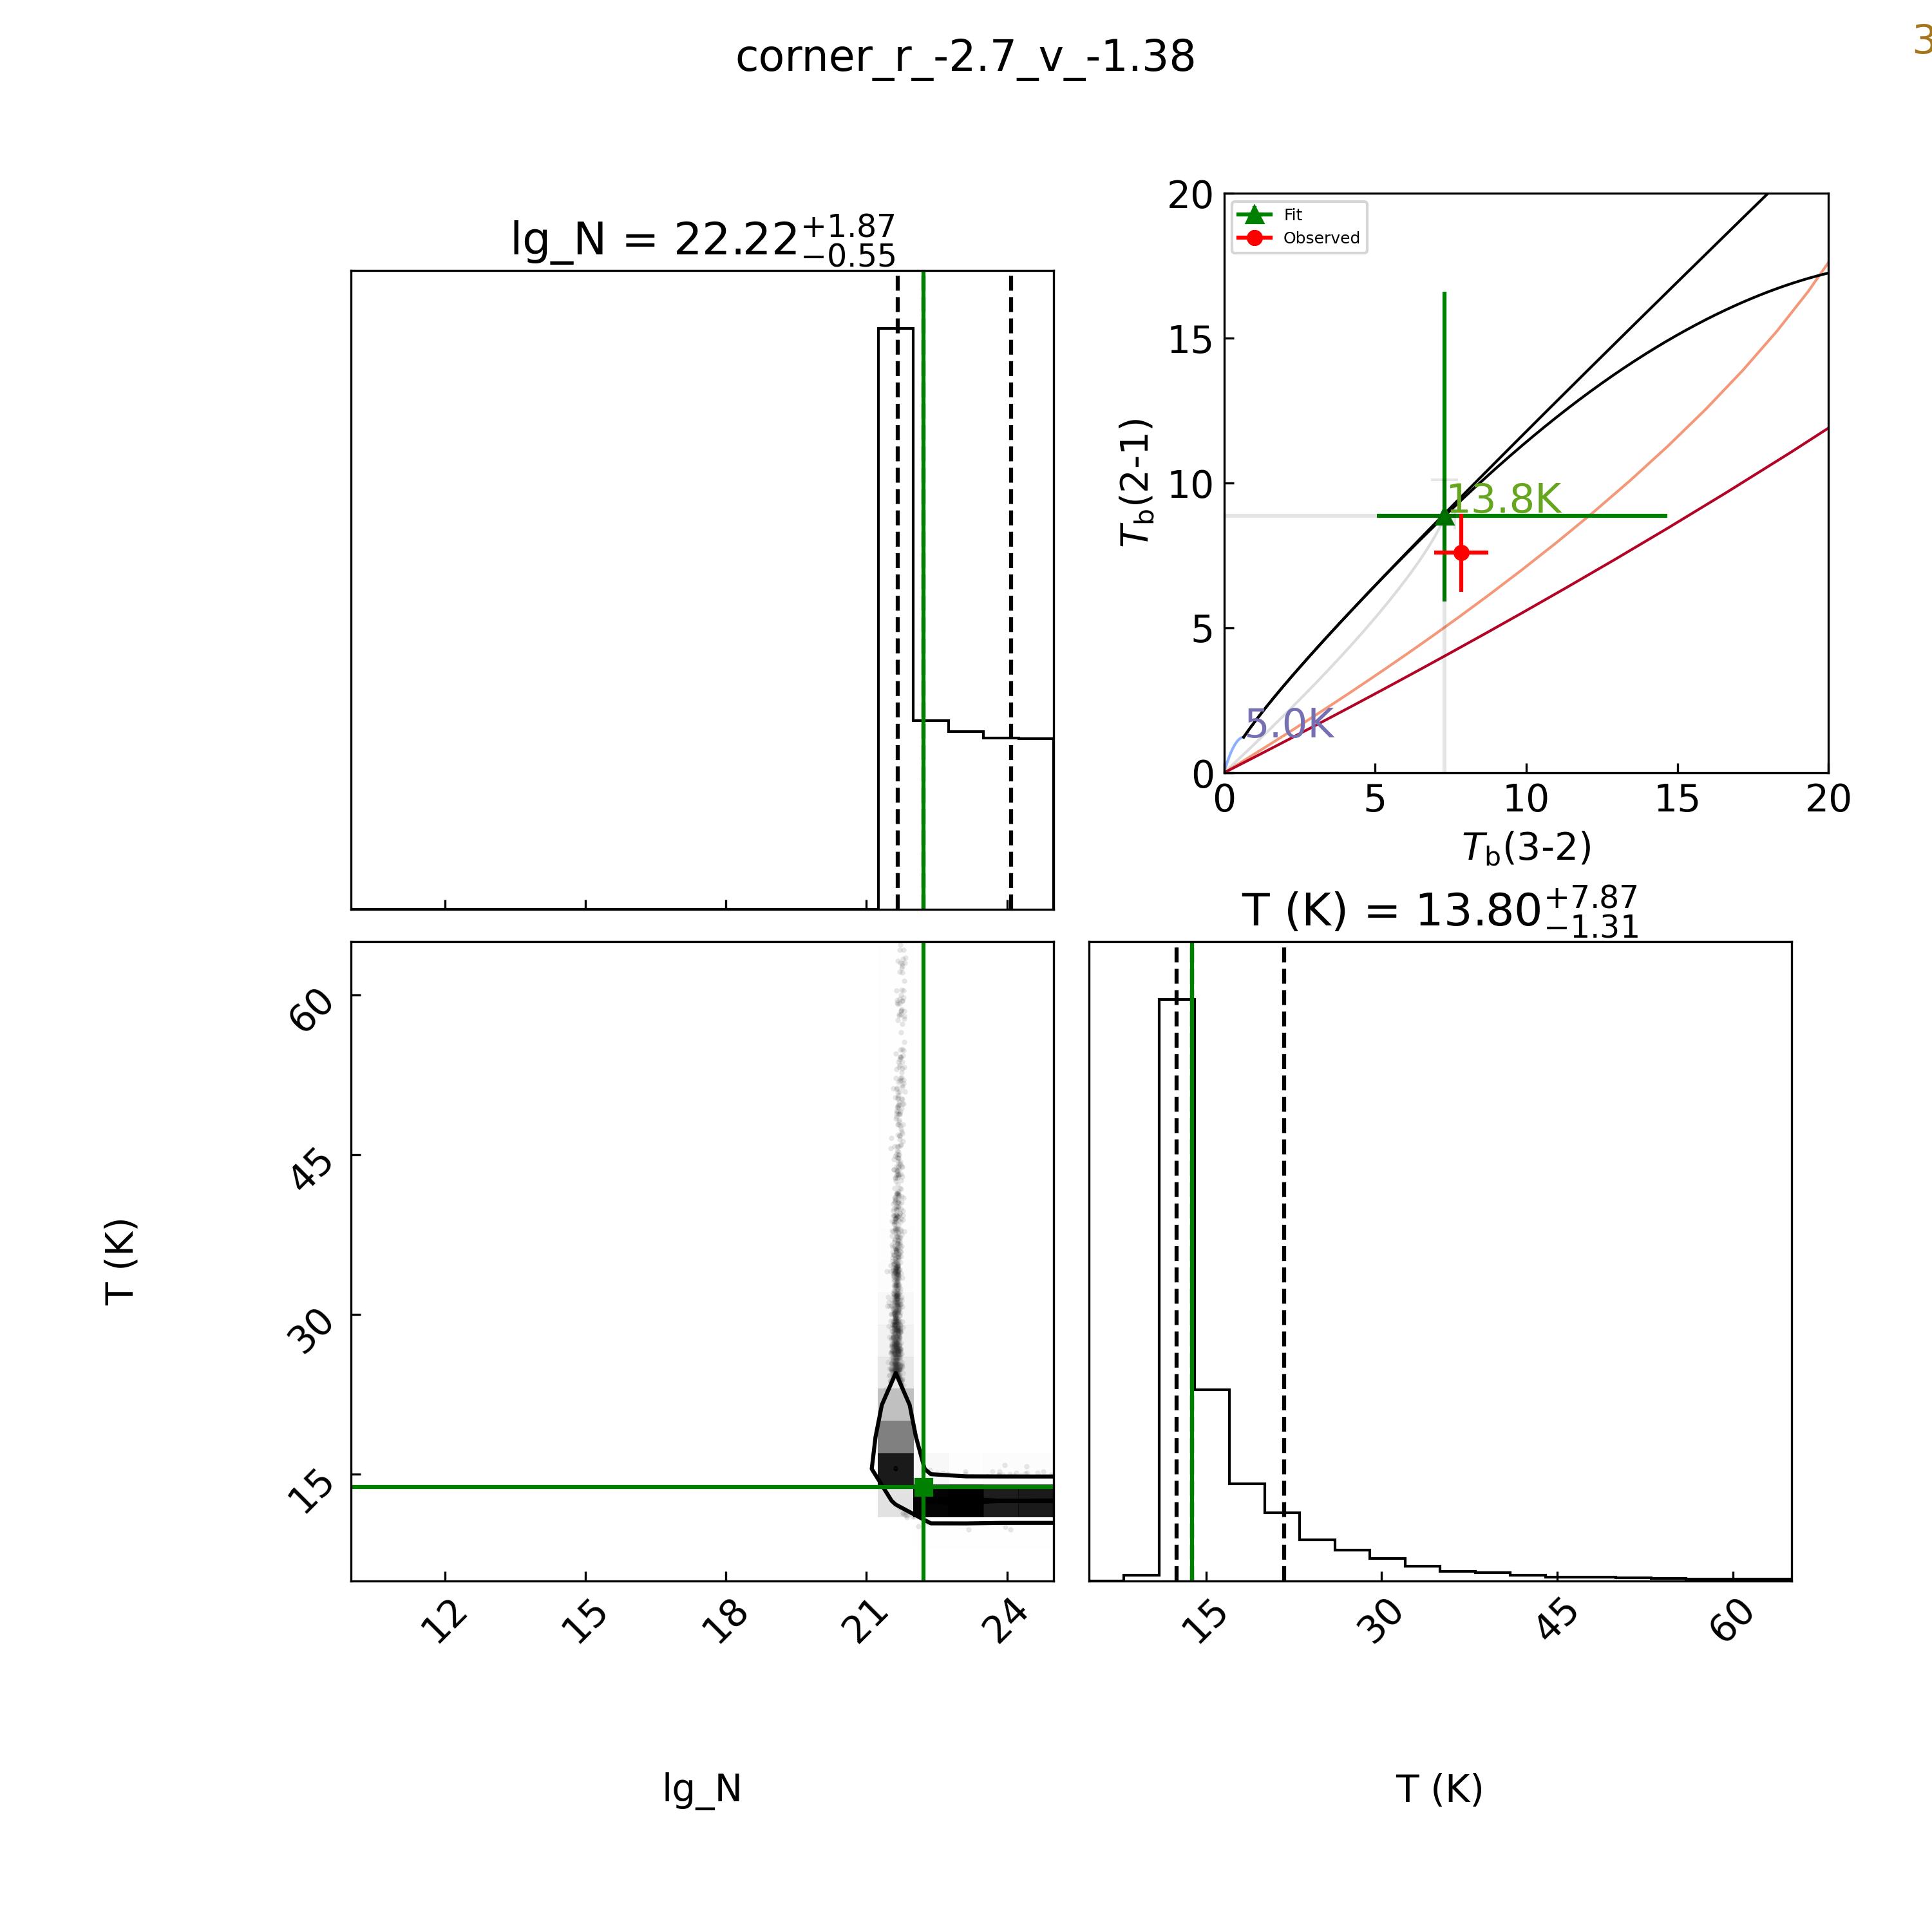 corner_r_-2.7_v_-1.38
3
lg_N = 22.22+1.87−0.55
20
15
10
5
0
Tb(2-1)
Fit
Observed
13.8K
5.0K
0 5 10 15 20
Tb(3-2)
T (K) = 13.80+7.87−1.31
60
45
30
15
T (K)
12 15 18 21 24
lg_N
15 30 45 60
T (K)